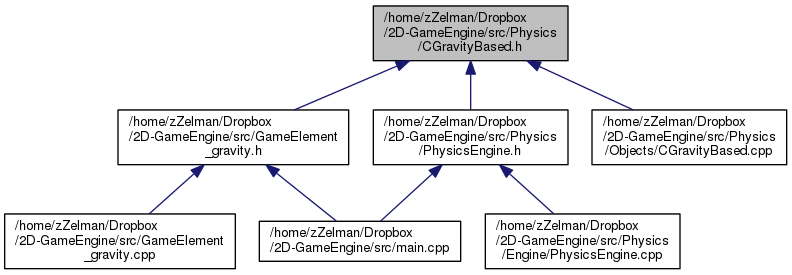 /home/zZelman/Dropbox
/2D-GameEngine/src/Physics
/CGravityBased.h
/home/zZelman/Dropbox
/2D-GameEngine/src/GameElement
_gravity.h
/home/zZelman/Dropbox
/2D-GameEngine/src/Physics
/PhysicsEngine.h
/home/zZelman/Dropbox
/2D-GameEngine/src/Physics
/Objects/CGravityBased.cpp
/home/zZelman/Dropbox
/2D-GameEngine/src/GameElement
_gravity.cpp
/home/zZelman/Dropbox
/2D-GameEngine/src/main.cpp
/home/zZelman/Dropbox
/2D-GameEngine/src/Physics
/Engine/PhysicsEngine.cpp